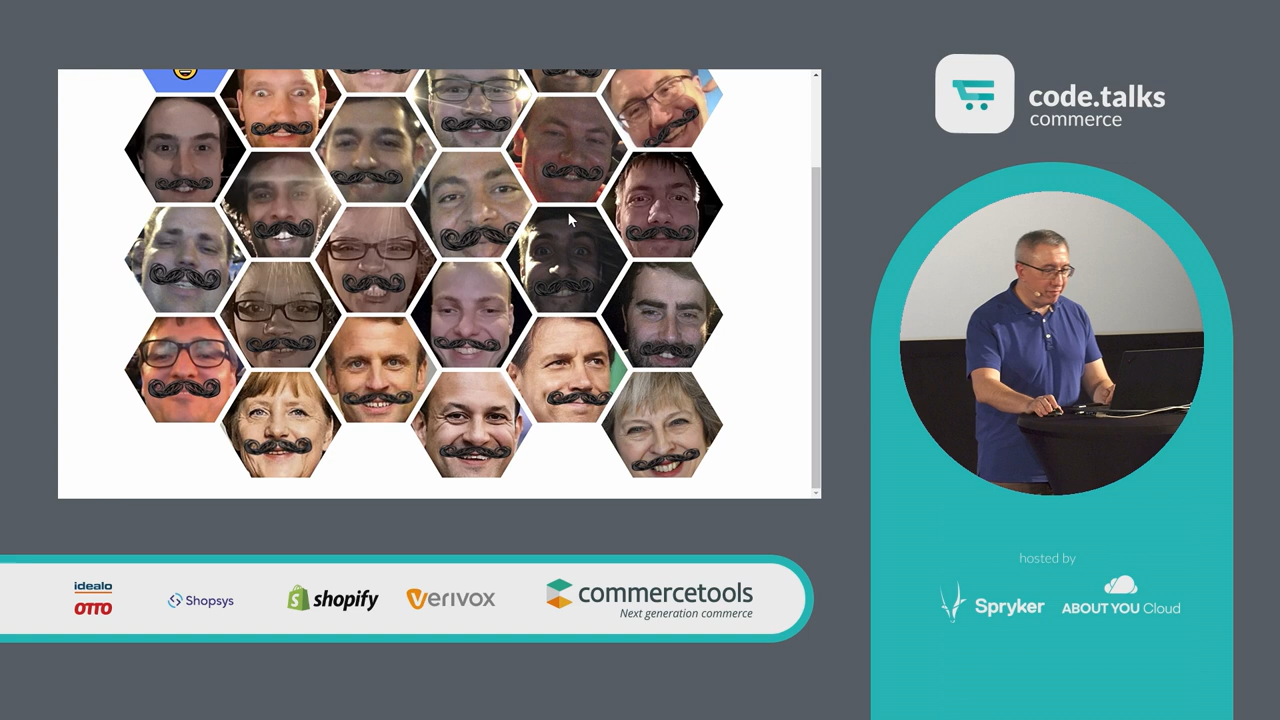 code.talks
commerce
hosted by
Spryker
ABOUT YOU Cloud
idealo
OTTO
Shopsys
shopify
VERIVOX
commercetools
Next generation commerce